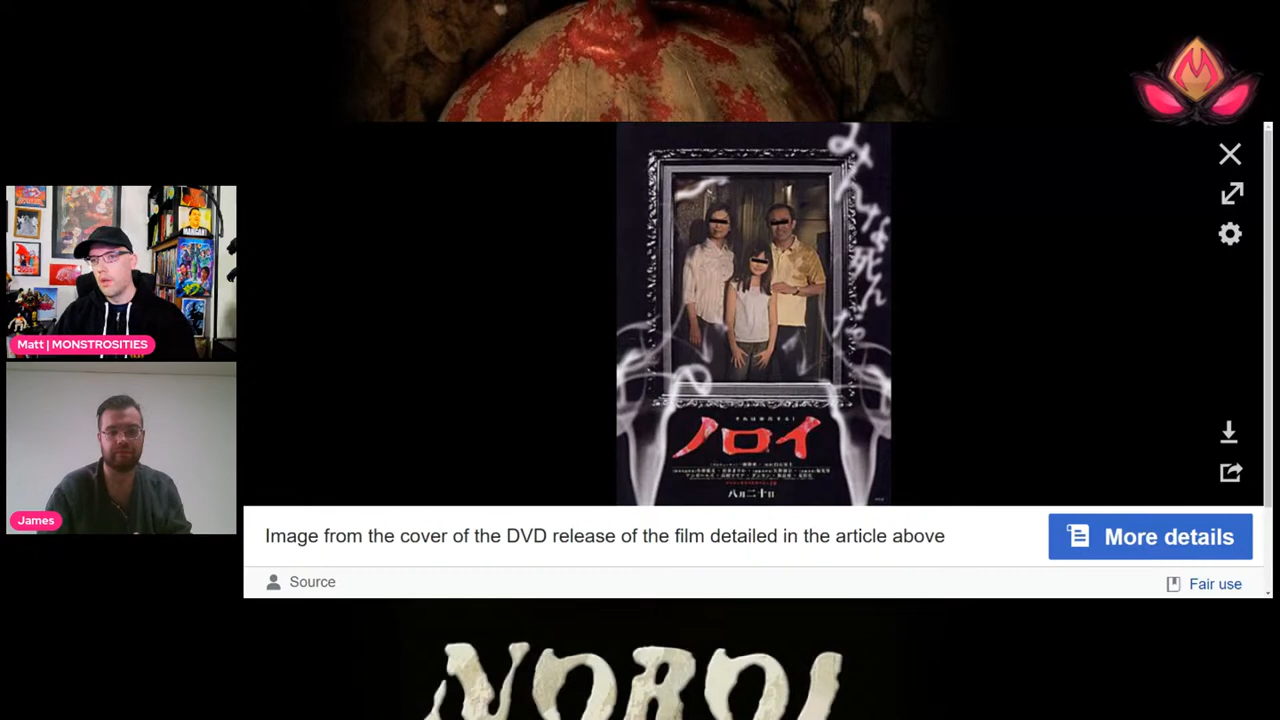 MANGA!
Matt | MONSTROSITIES
James
みんな死んだ
ノロイ
八月二十日
Image from the cover of the DVD release of the film detailed in the article above
More details
Source
Fair use
NOROI